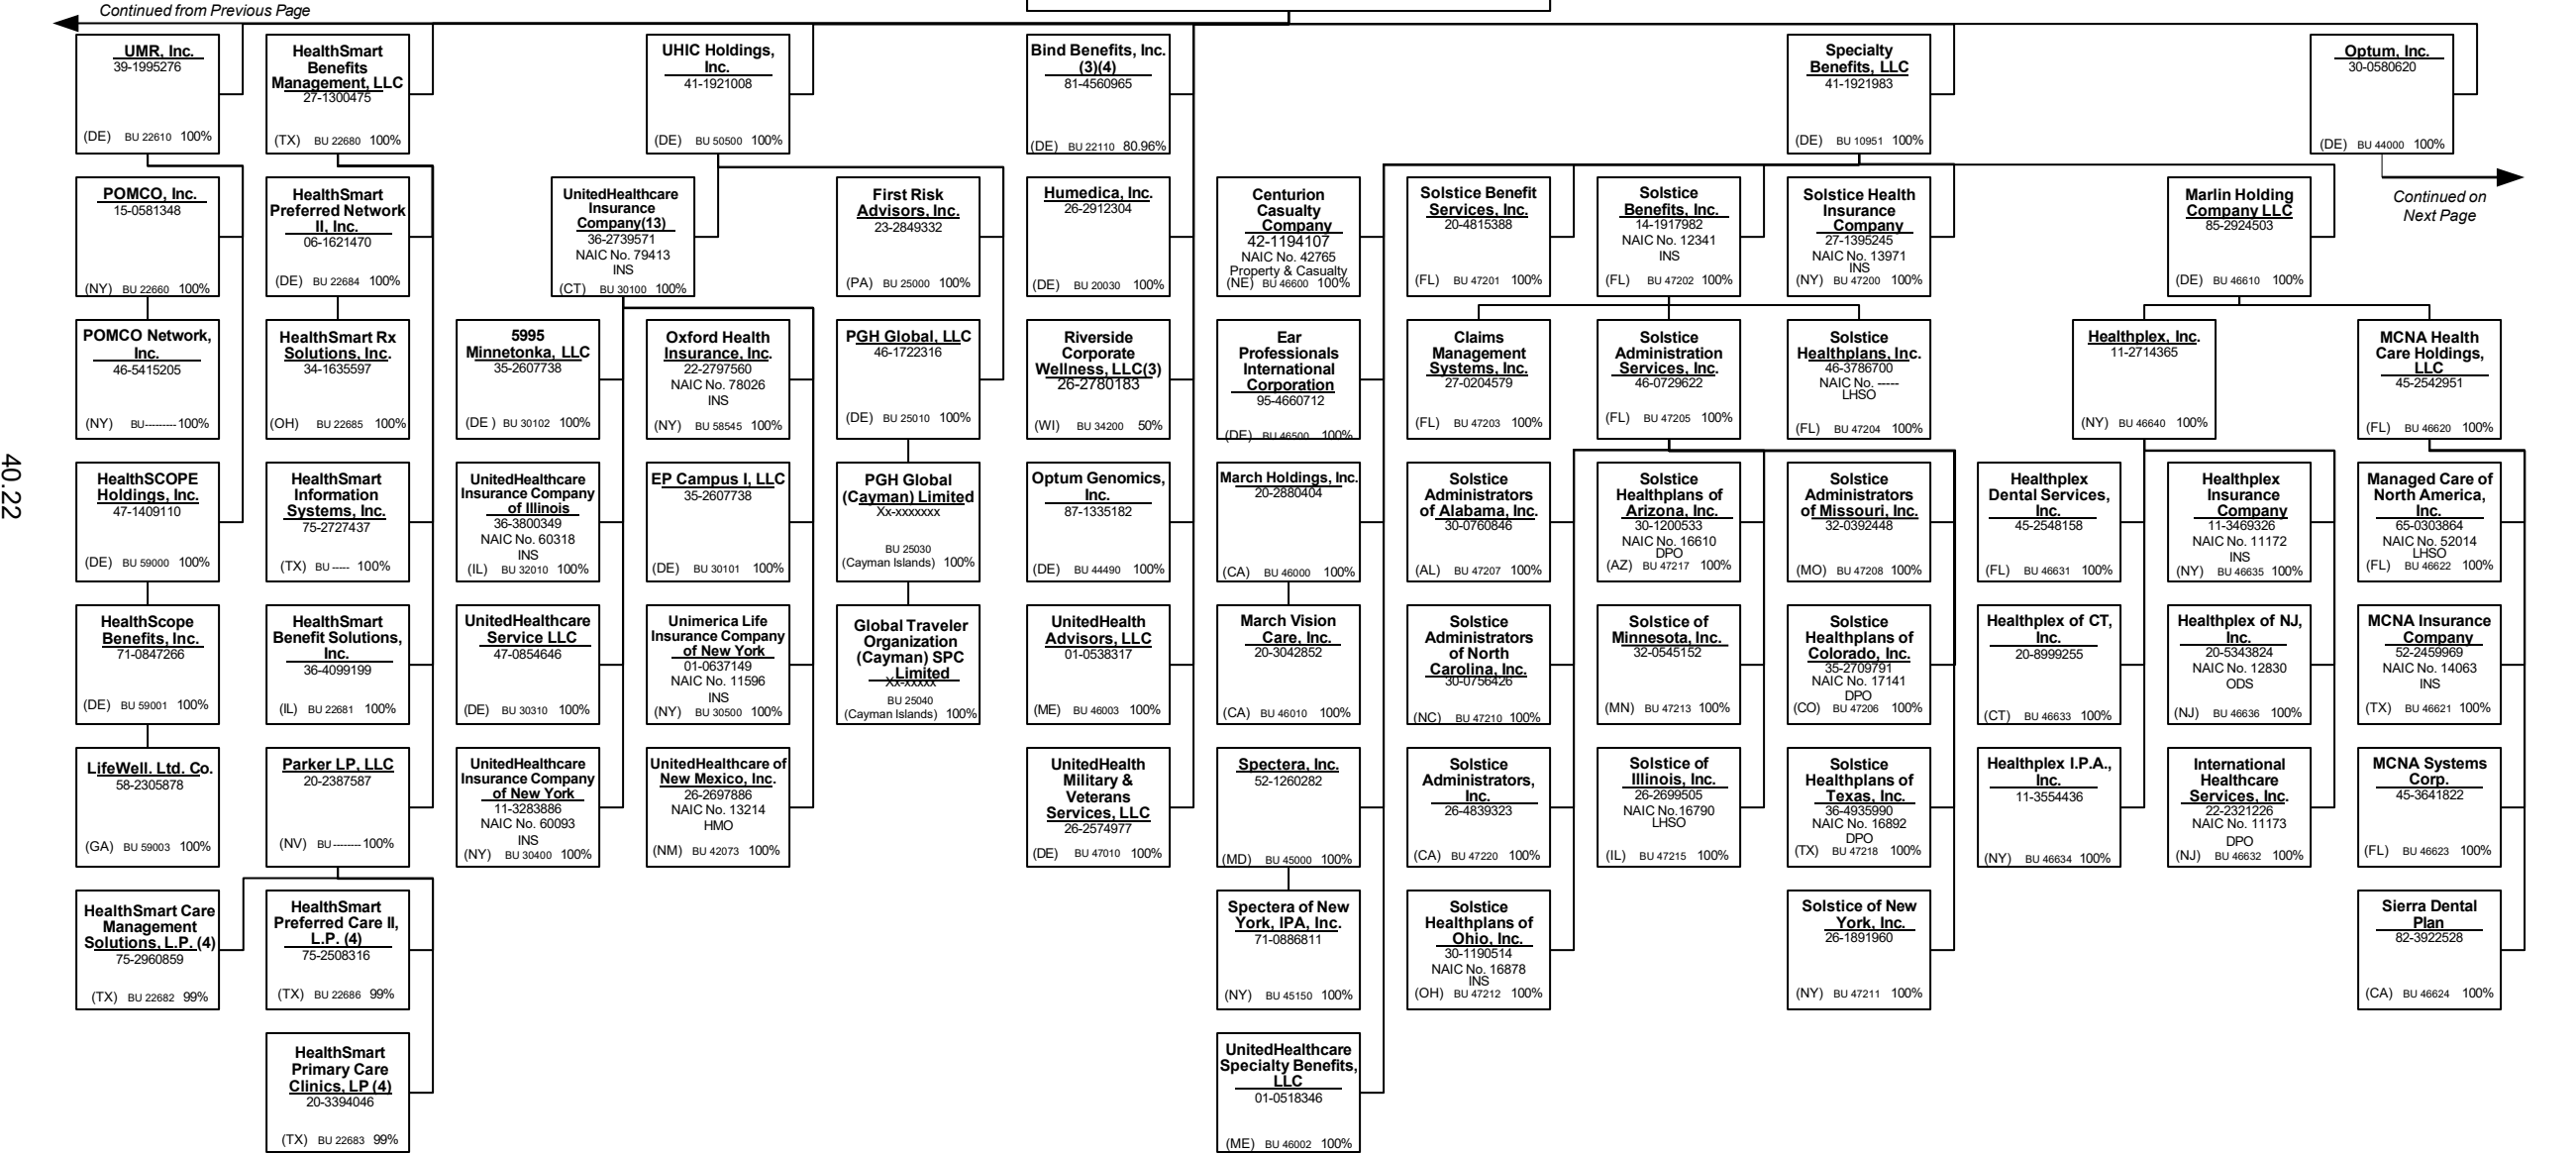 Continued from Previous Page
UMR, Inc.
39-1995276
(DE) BU 22610 100%
HealthSmart
Benefits
Management, LLC
27-1300475
(TX) BU 22680 100%
UHIC Holdings,
Inc.
41-1921008
(DE) BU 50500 100%
Bind Benefits, Inc.
(3)(4)
81-4560965
(DE) BU 22110 80.96%
Specialty
Benefits, LLC
41-1921983
(DE) BU 10951 100%
Optum, Inc.
30-0580620
(DE) BU 44000 100%
POMCO, Inc.
15-0581348
(NY) BU 22660 100%
HealthSmart
Preferred Network
II, Inc.
06-1621470
(DE) BU 22684 100%
UnitedHealthcare
Insurance
Company(13)
36-2739571
NAIC No. 79413
INS
(CT) BU 30100 100%
First Risk
Advisors, Inc.
23-2849332
(PA) BU 25000 100%
Humedica, Inc.
26-2912304
(DE) BU 20030 100%
Centurion
Casualty
Company
42-1194107
NAIC No. 42765
Property & Casualty
(NE) BU 46600 100%
Solstice Benefit
Services, Inc.
20-4815388
(FL) BU 47201 100%
Solstice
Benefits, Inc.
14-1917982
NAIC No. 12341
INS
(FL) BU 47202 100%
Solstice Health
Insurance
Company
27-1395245
NAIC No. 13971
INS
(NY) BU 47200 100%
Marlin Holding
Company LLC
85-2924503
(DE) BU 46610 100%
Continued on
Next Page
POMCO Network,
Inc.
46-5415205
(NY) BU--------- 100%
HealthSmart Rx
Solutions, Inc.
34-1635597
(OH) BU 22685 100%
5995
Minnetonka, LLC
35-2607738
(DE ) BU 30102 100%
Oxford Health
Insurance, Inc.
22-2797560
NAIC No. 78026
INS
(NY) BU 58545 100%
PGH Global, LLC
46-1722316
(DE) BU 25010 100%
Riverside
Corporate
Wellness, LLC(3)
26-2780183
(WI) BU 34200 50%
Ear
Professionals
International
Corporation
95-4660712
(DE) BU 46500 100%
Claims
Management
Systems, Inc.
27-0204579
(FL) BU 47203 100%
Solstice
Administration
Services, Inc.
46-0729622
(FL) BU 47205 100%
Solstice
Healthplans, Inc.
46-3786700
NAIC No. -----
LHSO
(FL) BU 47204 100%
Healthplex, Inc.
11-2714365
(NY) BU 46640 100%
MCNA Health
Care Holdings,
LLC
45-2542951
(FL) BU 46620 100%
40.22
HealthSCOPE
Holdings, Inc.
47-1409110
(DE) BU 59000 100%
HealthSmart
Information
Systems, Inc.
75-2727437
(TX) BU ----- 100%
UnitedHealthcare
Insurance Company
of Illinois
36-3800349
NAIC No. 60318
INS
(IL) BU 32010 100%
EP Campus I, LLC
35-2607738
(DE) BU 30101 100%
PGH Global
(Cayman) Limited
Xx-xxxxxxx
BU 25030
(Cayman Islands) 100%
Optum Genomics,
Inc.
87-1335182
(DE) BU 44490 100%
March Holdings, Inc.
20-2880404
(CA) BU 46000 100%
Solstice
Administrators
of Alabama, Inc.
30-0760846
(AL) BU 47207 100%
Solstice
Healthplans of
Arizona, Inc.
30-1200533
NAIC No. 16610
DPO
(AZ) BU 47217 100%
Solstice
Administrators
of Missouri, Inc.
32-0392448
(MO) BU 47208 100%
Healthplex
Dental Services,
Inc.
45-2548158
(FL) BU 46631 100%
Healthplex
Insurance
Company
11-3469326
NAIC No. 11172
INS
(NY) BU 46635 100%
Managed Care of
North America,
Inc.
65-0303864
NAIC No. 52014
LHSO
(FL) BU 46622 100%
HealthScope
Benefits, Inc.
71-0847266
(DE) BU 59001 100%
HealthSmart
Benefit Solutions,
Inc.
36-4099199
(IL) BU 22681 100%
UnitedHealthcare
Service LLC
47-0854646
(DE) BU 30310 100%
Unimerica Life
Insurance Company
of New York
01-0637149
NAIC No. 11596
INS
(NY) BU 30500 100%
Global Traveler
Organization
(Cayman) SPC
Limited
Xx-xxxxx
BU 25040
(Cayman Islands) 100%
UnitedHealth
Advisors, LLC
01-0538317
(ME) BU 46003 100%
March Vision
Care, Inc.
20-3042852
(CA) BU 46010 100%
Solstice
Administrators
of North
Carolina, Inc.
30-0756426
(NC) BU 47210 100%
Solstice of
Minnesota, Inc.
32-0545152
(MN) BU 47213 100%
Solstice
Healthplans of
Colorado, Inc.
35-2709791
NAIC No. 17141
DPO
(CO) BU 47206 100%
Healthplex of CT,
Inc.
20-8999255
(CT) BU 46633 100%
Healthplex of NJ,
Inc.
20-5343824
NAIC No. 12830
ODS
(NJ) BU 46636 100%
MCNA Insurance
Company
52-2459969
NAIC No. 14063
INS
(TX) BU 46621 100%
LifeWell. Ltd. Co.
58-2305878
(GA) BU 59003 100%
Parker LP, LLC
20-2387587
(NV) BU -------- 100%
UnitedHealthcare
Insurance Company
of New York
11-3283886
NAIC No. 60093
INS
(NY) BU 30400 100%
UnitedHealthcare of
New Mexico, Inc.
26-2697886
NAIC No. 13214
HMO
(NM) BU 42073 100%
UnitedHealth
Military &
Veterans
Services, LLC
26-2574977
(DE) BU 47010 100%
Spectera, Inc.
52-1260282
(MD) BU 45000 100%
Solstice
Administrators,
Inc.
26-4839323
(CA) BU 47220 100%
Solstice of
Illinois, Inc.
26-2699505
NAIC No.16790
LHSO
(IL) BU 47215 100%
Solstice
Healthplans of
Texas, Inc.
36-4935990
NAIC No. 16892
DPO
(TX) BU 47218 100%
Healthplex I.P.A.,
Inc.
11-3554436
(NY) BU 46634 100%
International
Healthcare
Services, Inc.
22-2321226
NAIC No. 11173
DPO
(NJ) BU 46632 100%
MCNA Systems
Corp.
45-3641822
(FL) BU 46623 100%
HealthSmart Care
Management
Solutions, L.P. (4)
75-2960859
(TX) BU 22682 99%
HealthSmart
Preferred Care II,
L.P. (4)
75-2508316
(TX) BU 22686 99%
Spectera of New
York, IPA, Inc.
71-0886811
(NY) BU 45150 100%
Solstice
Healthplans of
Ohio, Inc.
30-1190514
NAIC No. 16878
INS
(OH) BU 47212 100%
Solstice of New
York, Inc.
26-1891960
(NY) BU 47211 100%
Sierra Dental
Plan
82-3922528
(CA) BU 46624 100%
HealthSmart
Primary Care
Clinics, LP (4)
20-3394046
(TX) BU 22683 99%
UnitedHealthcare
Specialty Benefits,
LLC
01-0518346
(ME) BU 46002 100%